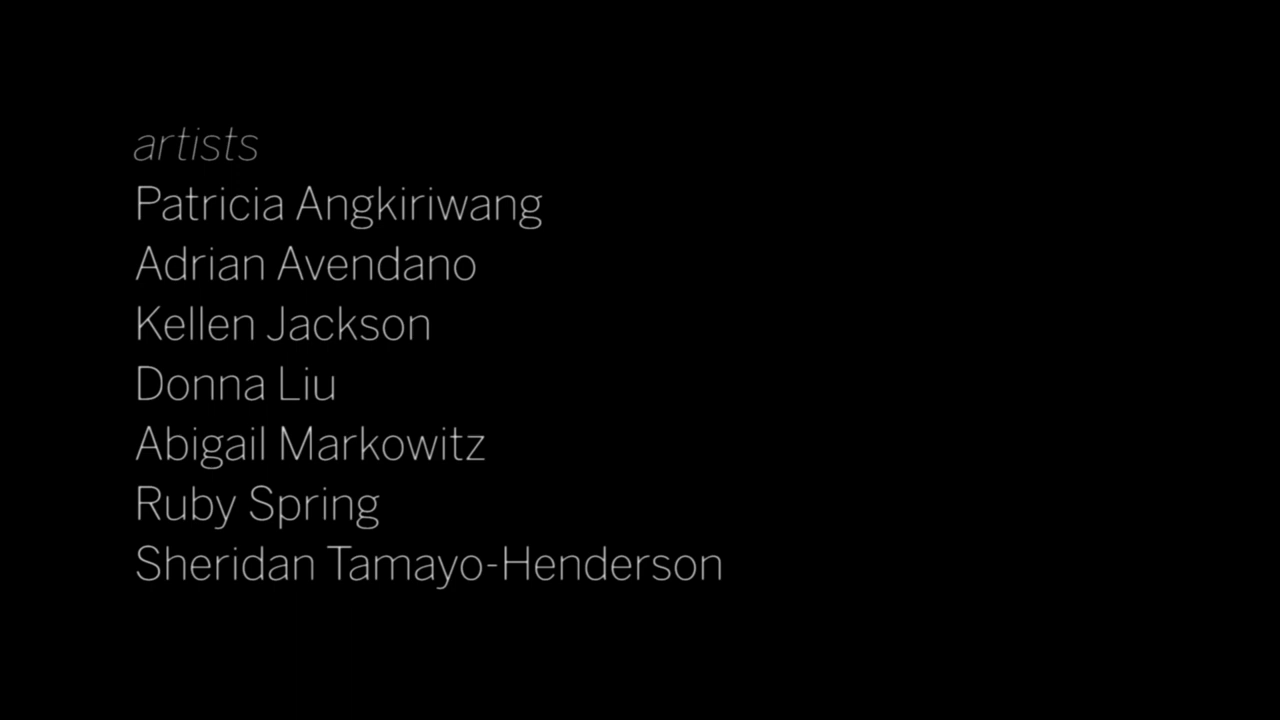 artists
Patricia Angkiriwang
Adrian Avendano
Kellen Jackson
Donna Liu
Abigail Markowitz
Ruby Spring
Sheridan Tamayo-Henderson